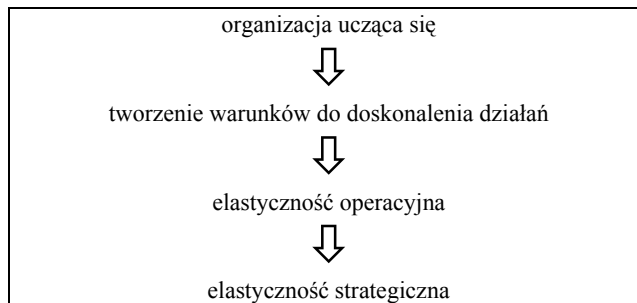 organizacja ucząca się
tworzenie warunków do doskonalenia działań
elastyczność operacyjna
elastyczność strategiczna